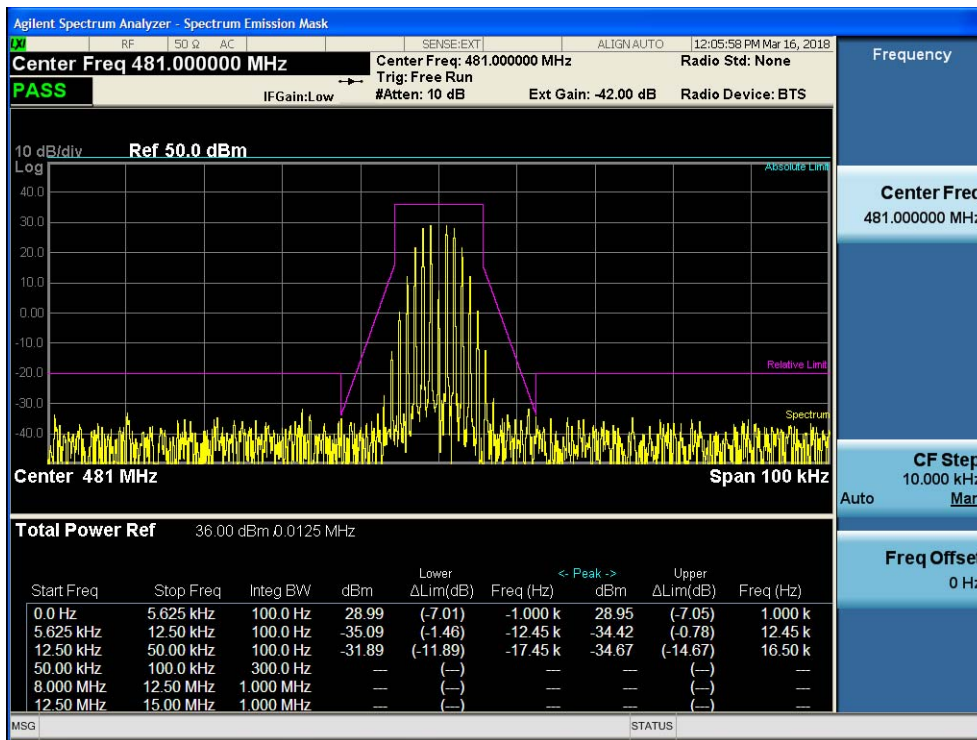 Agilent Spectrum Analyzer - Spectrum Emission Mask
LXI RF 50 Ω AC SENSE:EXT ALIGN AUTO 12:05:58 PM Mar 16, 2018
Center Freq 481.000000 MHz Center Freq: 481.000000 MHz Radio Std: None
Trig: Free Run
PASS IFGain:Low #Atten: 10 dB Ext Gain: -42.00 dB Radio Device: BTS
10 dB/div Ref 50.0 dBm
Log
Absolute Limit
40.0
30.0
20.0
10.0
0.00
-10.0
-20.0
Relative Limit
-30.0
Spectrum
-40.0
Center 481 MHz Span 100 kHz
Total Power Ref 36.00 dBm / 0.0125 MHz
Lower <- Peak -> Upper
Start Freq Stop Freq Integ BW dBm ΔLim(dB) Freq (Hz) dBm ΔLim(dB) Freq (Hz)
0.0 Hz 5.625 kHz 100.0 Hz 28.99 (-7.01) -1.000 k 28.95 (-7.05) 1.000 k
5.625 kHz 12.50 kHz 100.0 Hz -35.09 (-1.46) -12.45 k -34.42 (-0.78) 12.45 k
12.50 kHz 50.00 kHz 100.0 Hz -31.89 (-11.89) -17.45 k -34.67 (-14.67) 16.50 k
50.00 kHz 100.0 kHz 300.0 Hz --- (---) --- --- (---) ---
8.000 MHz 12.50 MHz 1.000 MHz --- (---) --- --- (---) ---
12.50 MHz 15.00 MHz 1.000 MHz --- (---) --- --- (---) ---
MSG STATUS
Frequency
Center Freq
481.000000 MHz
CF Step
10.000 kHz
Auto Man
Freq Offset
0 Hz